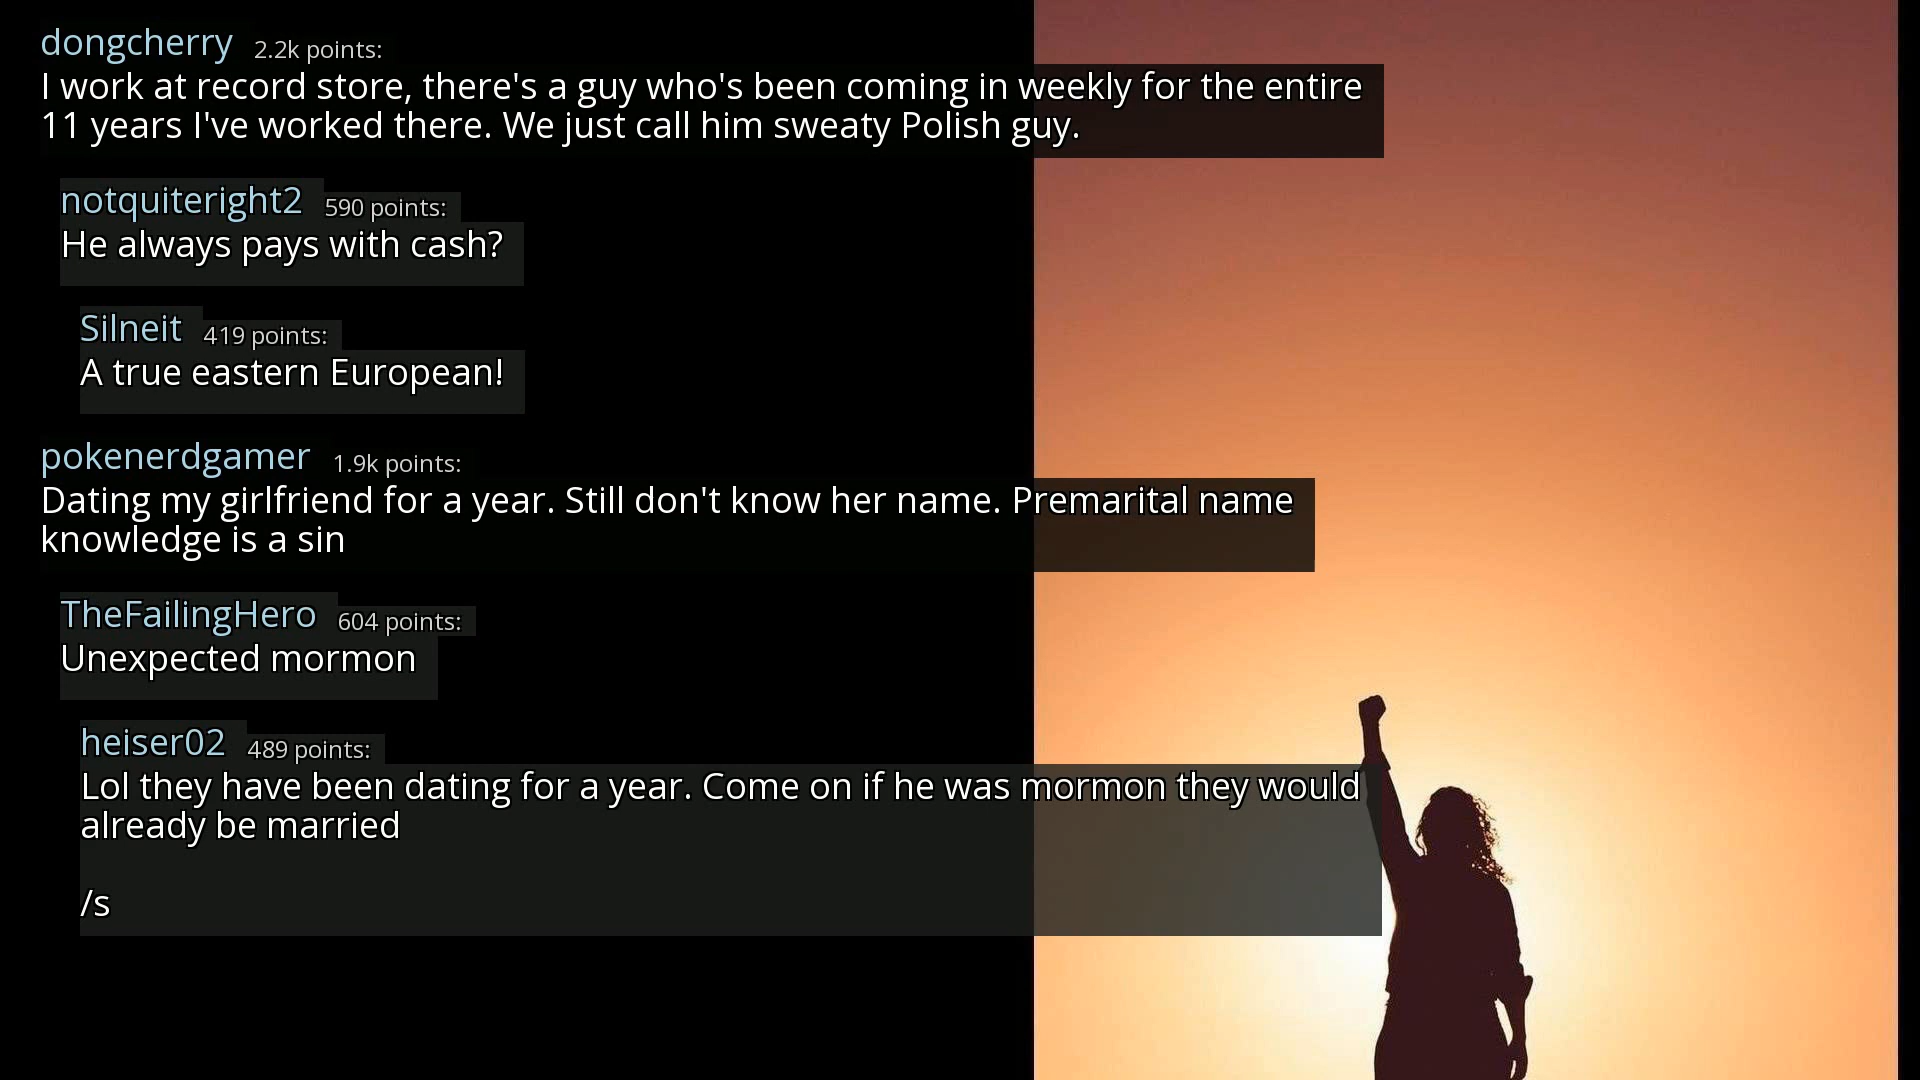 dongcherry 2.2k points:
I work at record store, there's a guy who's been coming in weekly for the entire
11 years I've worked there. We just call him sweaty Polish guy.
notquiteright2 590 points:
He always pays with cash?
Silneit 419 points:
A true eastern European!
pokenerdgamer 1.9k points:
Dating my girlfriend for a year. Still don't know her name. Premarital name
knowledge is a sin
TheFailingHero 604 points:
Unexpected mormon
heiser02 489 points:
Lol they have been dating for a year. Come on if he was mormon they would
already be married
/s